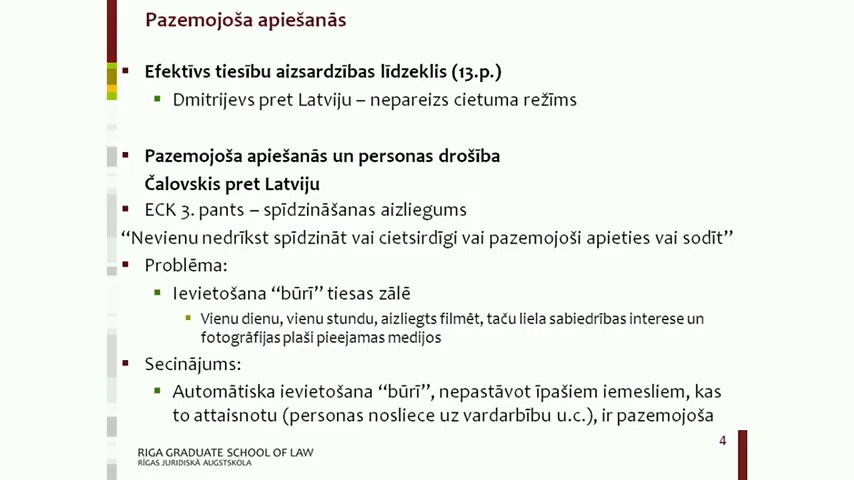 Pazemojoša apiešanās
Efektīvs tiesību aizsardzības līdzeklis (13.p.)
Dmitrijevs pret Latviju – nepareizs cietuma režīms
Pazemojoša apiešanās un personas drošība
Čalovskis pret Latviju
ECK 3. pants – spīdzināšanas aizliegums
“Nevienu nedrīkst spīdzināt vai cietsirdīgi vai pazemojoši apieties vai sodīt”
Problēma:
Ievietošana “būrī” tiesas zālē
Vienu dienu, vienu stundu, aizliegts filmēt, taču liela sabiedrības interese un
fotogrāfijas plaši pieejamas medijos
Secinājums:
Automātiska ievietošana “būrī”, nepastāvot īpašiem iemesliem, kas
to attaisnotu (personas nosliece uz vardarbību u.c.), ir pazemojoša
4
RIGA GRADUATE SCHOOL OF LAW
RĪGAS JURIDISKĀ AUGSTSKOLA